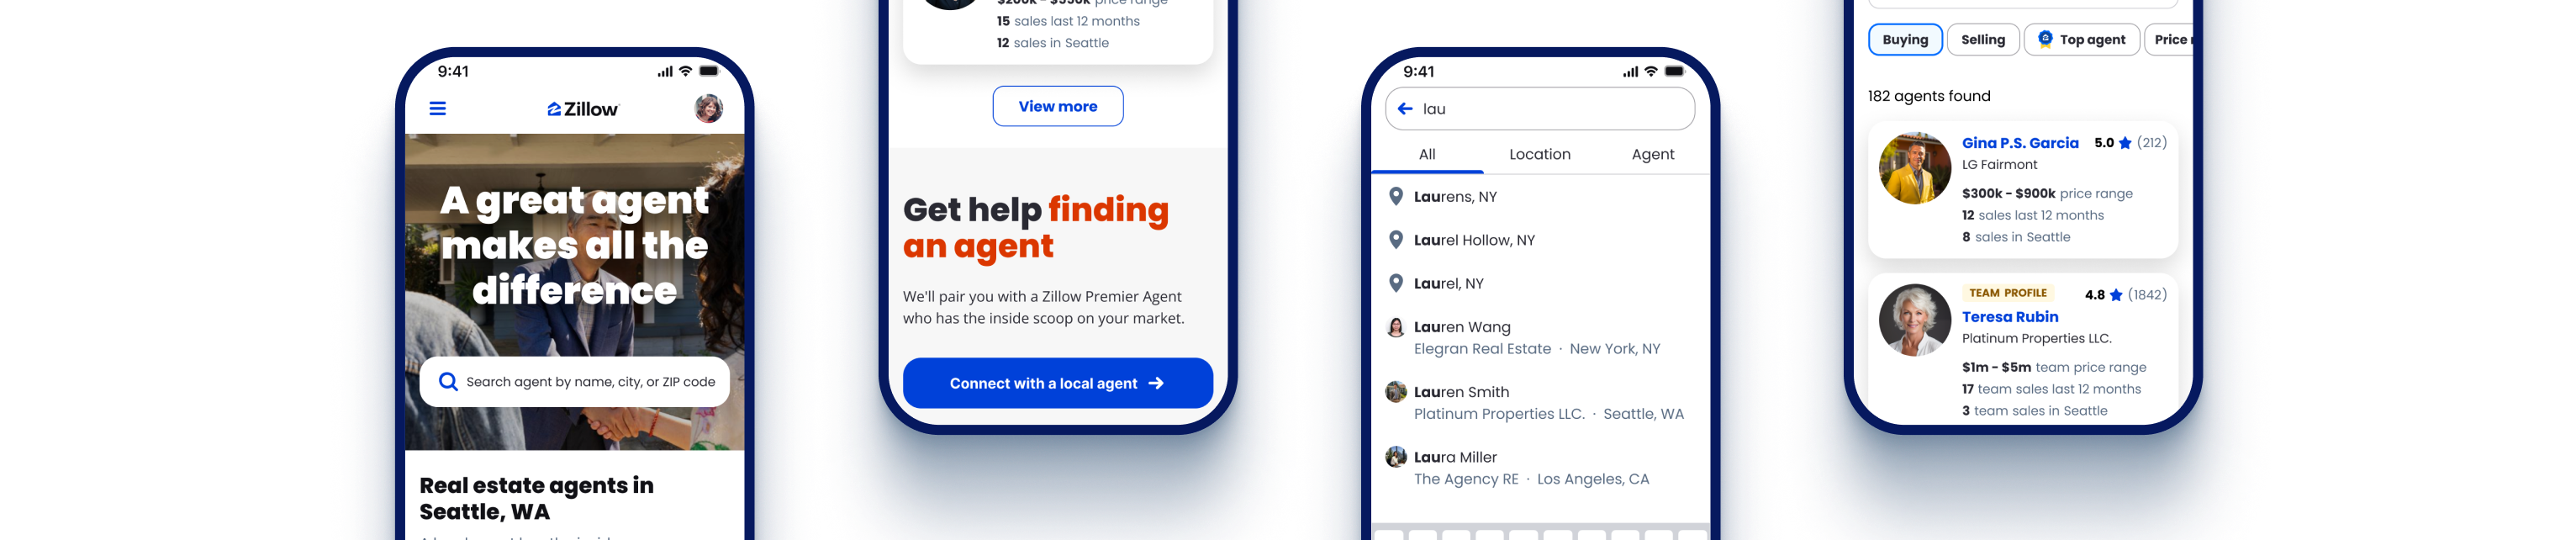 9:41
Zillow
A great agent
makes all the
difference
Search agent by name, city, or ZIP code
Real estate agents in
Seattle, WA
$200k - $550k price range
15 sales last 12 months
12 sales in Seattle
View more
Get help finding
an agent
We'll pair you with a Zillow Premier Agent
who has the inside scoop on your market.
Connect with a local agent
9:41
lau
All Location Agent
Laurens, NY
Laurel Hollow, NY
Laurel, NY
Lauren Wang
Elegran Real Estate · New York, NY
Lauren Smith
Platinum Properties LLC. · Seattle, WA
Laura Miller
The Agency RE · Los Angeles, CA
Buying Selling Top agent Price
182 agents found
Gina P.S. Garcia 5.0 (212)
LG Fairmont
$300k - $900k price range
12 sales last 12 months
8 sales in Seattle
TEAM PROFILE 4.8 (1842)
Teresa Rubin
Platinum Properties LLC.
$1m - $5m team price range
17 team sales last 12 months
3 team sales in Seattle